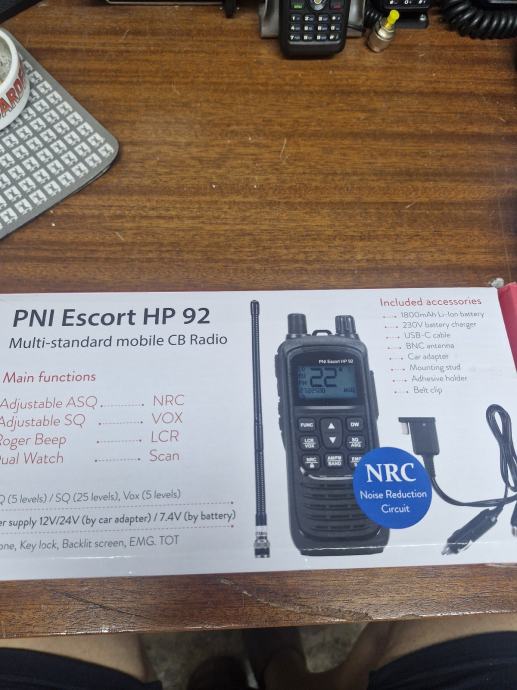 PNI Escort HP 92
Multi-standard mobile CB Radio
Main functions
Adjustable ASQ ........... NRC
Adjustable SQ ........... VOX
Roger Beep ........... LCR
Dual Watch ........... Scan
Q (5 levels) / SQ (25 levels), Vox (5 levels)
er supply 12V/24V (by car adapter) / 7.4V (by battery)
one, Key lock, Backlit screen, EMG. TOT
Included accessories
1800mAh Li-Ion battery
230V battery charger
USB-C cable
BNC antenna
Car adapter
Mounting stud
Adhesive holder
Belt clip
PNI Escort HP 92
22
FUNC
DW
LCR
VOX
SQ
ASQ
NRC
AM/FM
BAND
NRC
Noise Reduction
Circuit